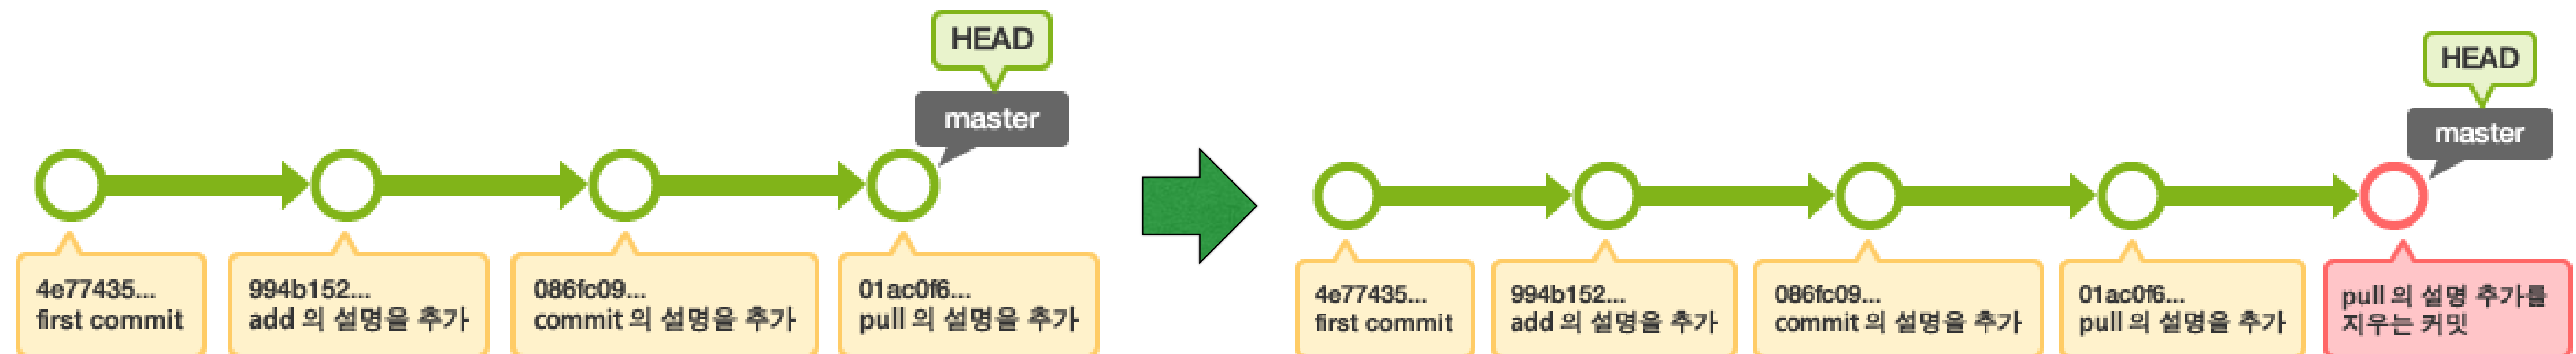 HEAD
master
4e77435...
first commit
994b152...
add 의 설명을 추가
086fc09...
commit 의 설명을 추가
01ac0f6...
pull 의 설명을 추가
HEAD
master
4e77435...
first commit
994b152...
add 의 설명을 추가
086fc09...
commit 의 설명을 추가
01ac0f6...
pull 의 설명을 추가
pull 의 설명 추가를
지우는 커밋